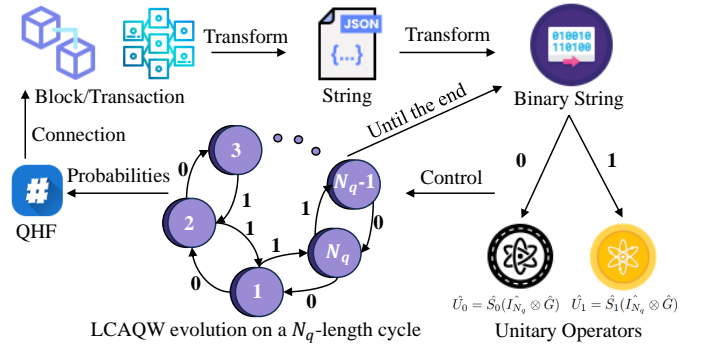 Transform
Transform
JSON
{...}
010010
110100
Block/Transaction
String
Binary String
Connection
Until the end
Probabilities
Control
#
QHF
0
1
3
2
1
N_q
N_q-1
0
1
1
1
0
0
1
0
LCAQW evolution on a N_q-length cycle
Û_0 = Ŝ_0(Î_{N_q} ⊗ Ĝ)
Û_1 = Ŝ_1(Î_{N_q} ⊗ Ĝ)
Unitary Operators